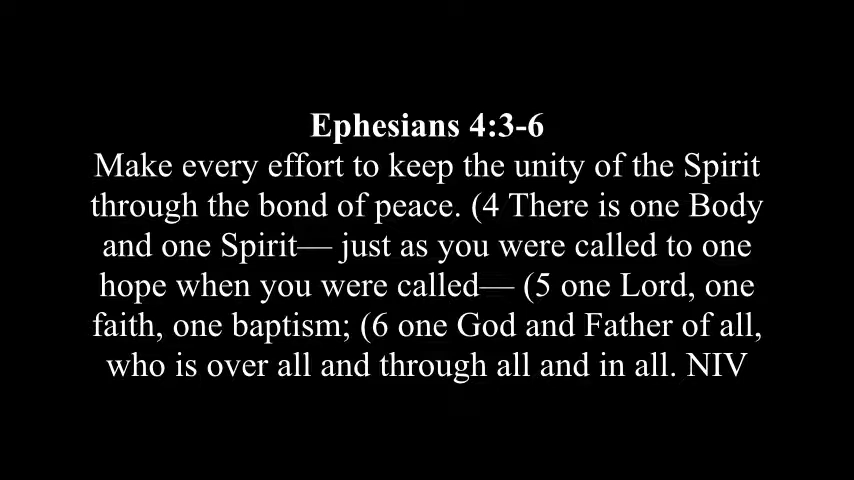 Ephesians 4:3-6
Make every effort to keep the unity of the Spirit
through the bond of peace. (4 There is one Body
and one Spirit— just as you were called to one
hope when you were called— (5 one Lord, one
faith, one baptism; (6 one God and Father of all,
who is over all and through all and in all. NIV